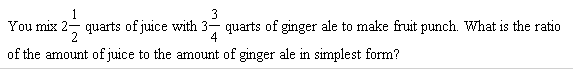 You mix 2 1/2 quarts of juice with 3 3/4 quarts of ginger ale to make fruit punch. What is the ratio
of the amount of juice to the amount of ginger ale in simplest form?